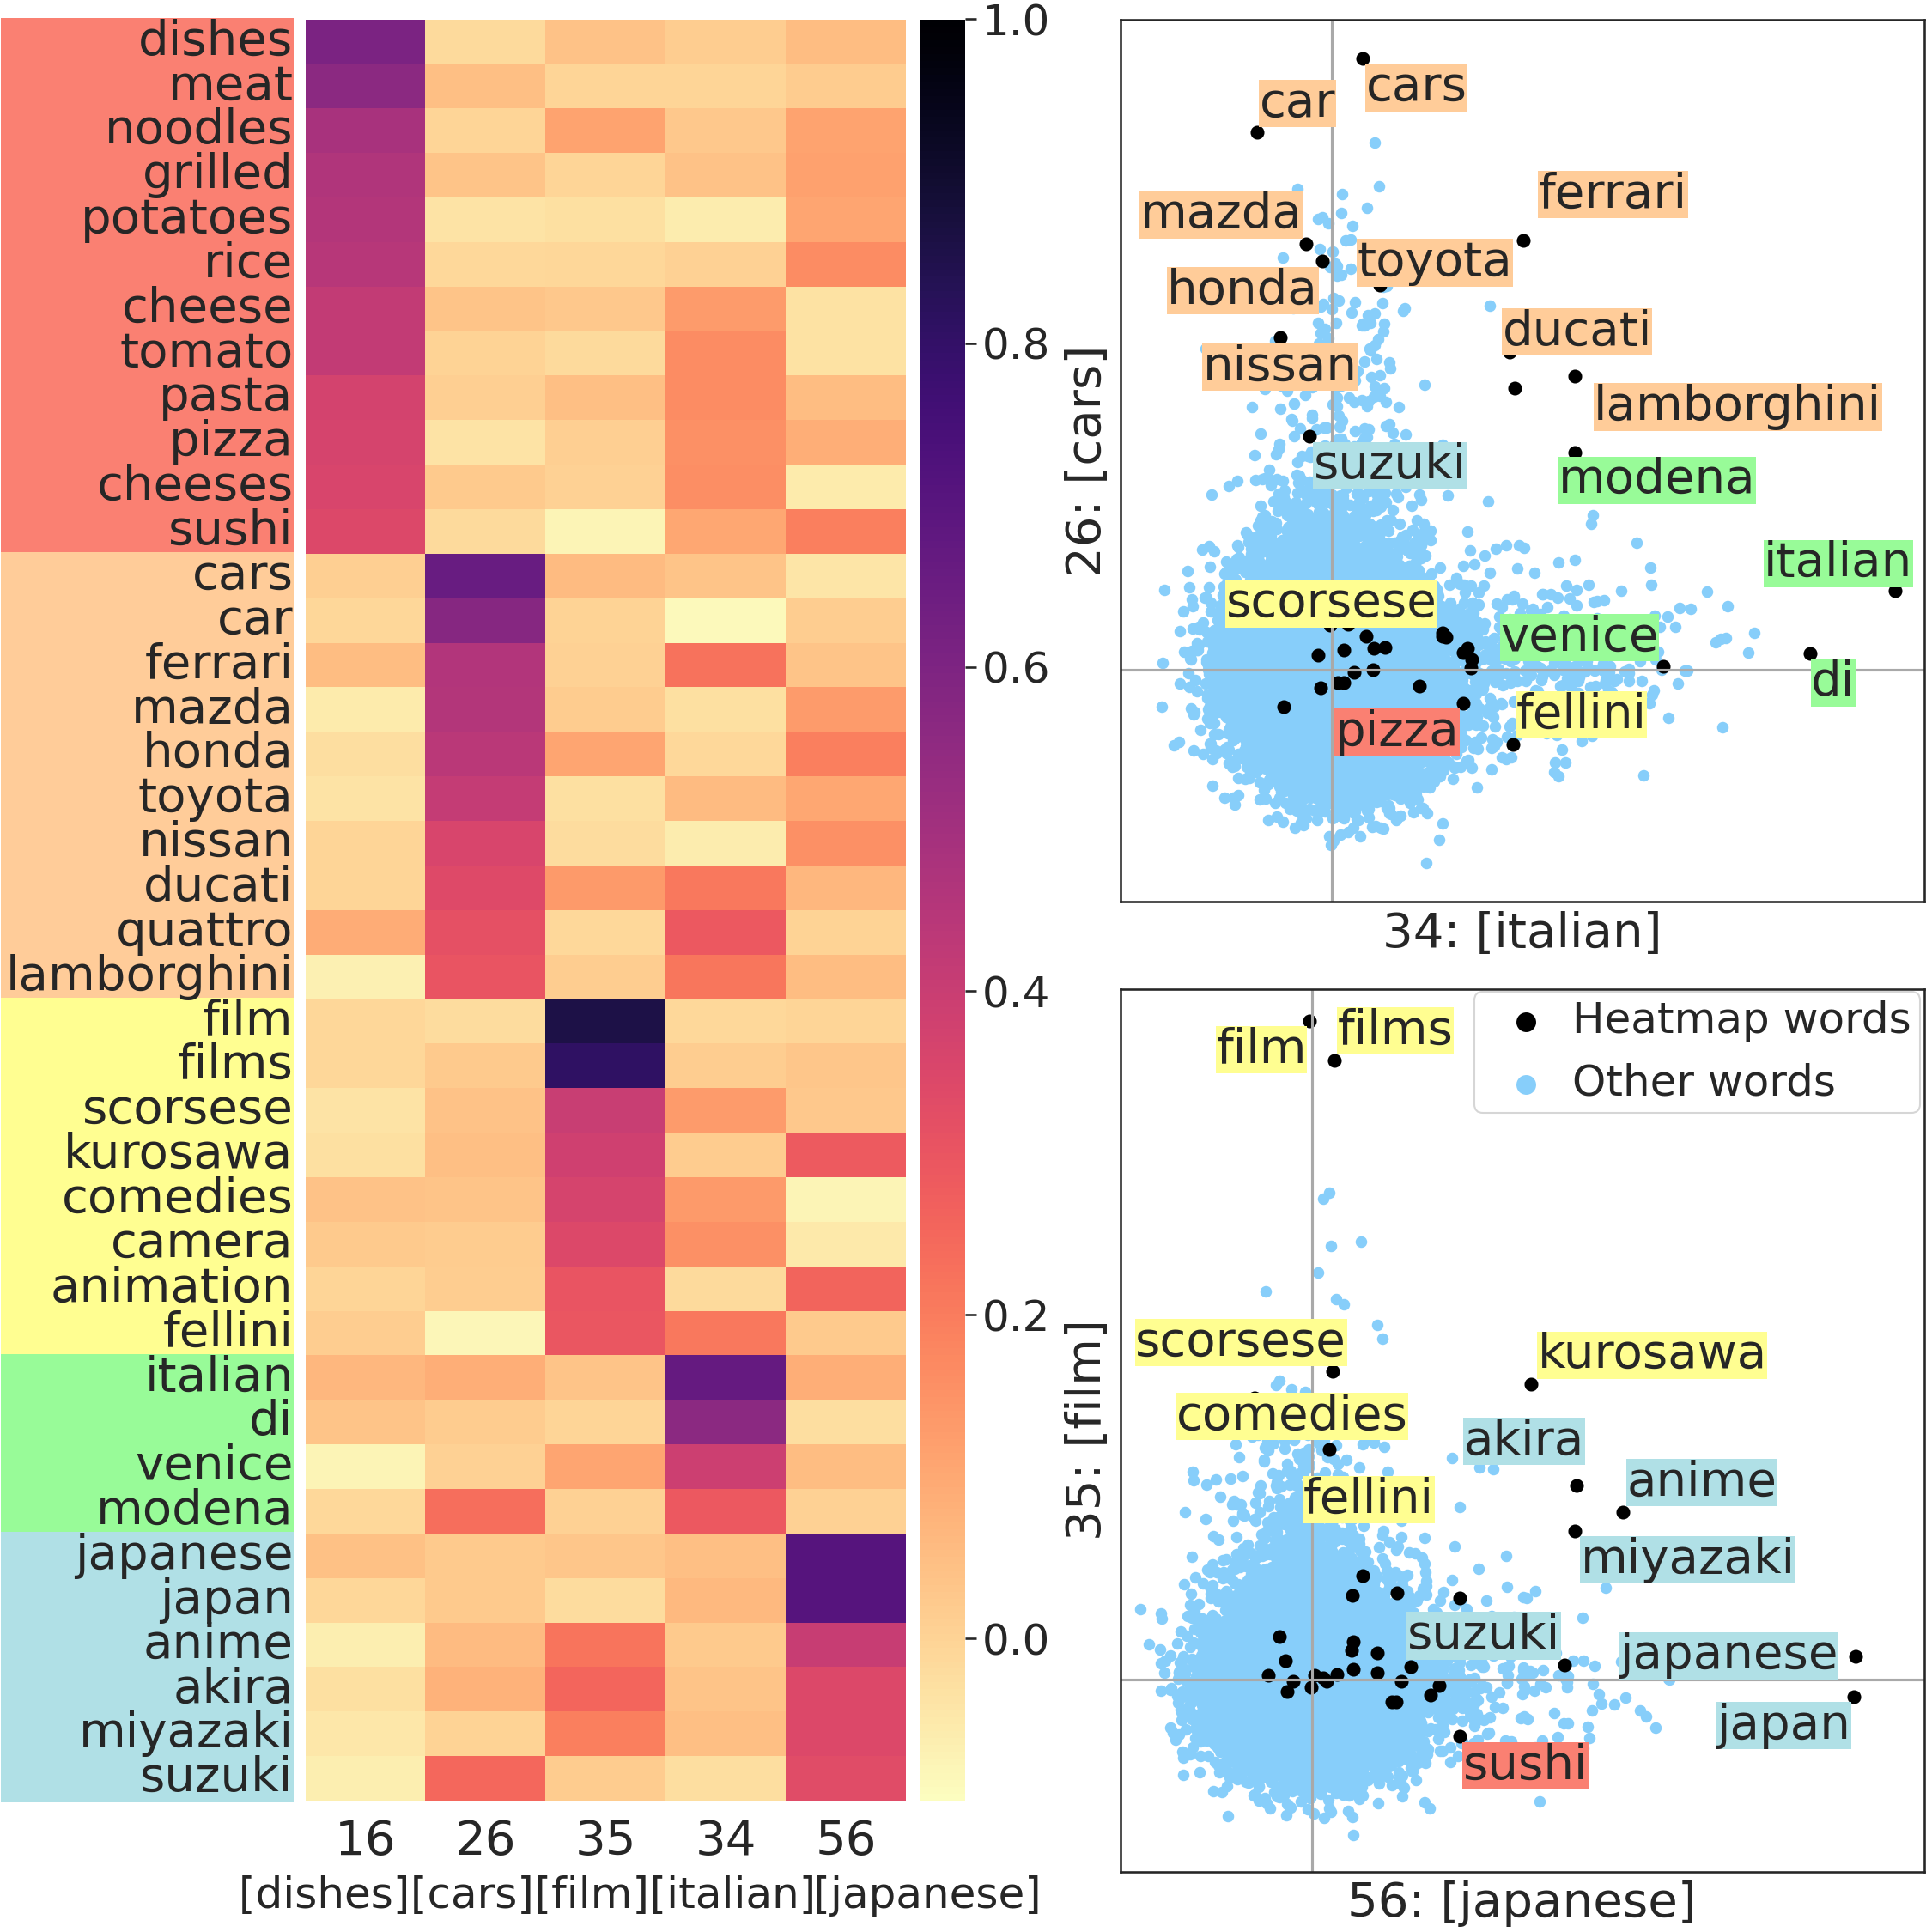 dishes
meat
noodles
grilled
potatoes
rice
cheese
tomato
pasta
pizza
cheeses
sushi
cars
car
ferrari
mazda
honda
toyota
nissan
ducati
quattro
lamborghini
film
films
scorsese
kurosawa
comedies
camera
animation
fellini
italian
di
venice
modena
japanese
japan
anime
akira
miyazaki
suzuki
16 26 35 34 56
[dishes] [cars] [film] [italian] [japanese]
1.0
0.8
0.6
0.4
0.2
0.0
26: [cars]
cars
car
ferrari
mazda
toyota
honda
ducati
nissan
lamborghini
suzuki
modena
italian
scorsese
venice
di
fellini
pizza
34: [italian]
35: [film]
Heatmap words
Other words
films
film
scorsese
kurosawa
comedies
akira
anime
fellini
miyazaki
suzuki
japanese
japan
sushi
56: [japanese]